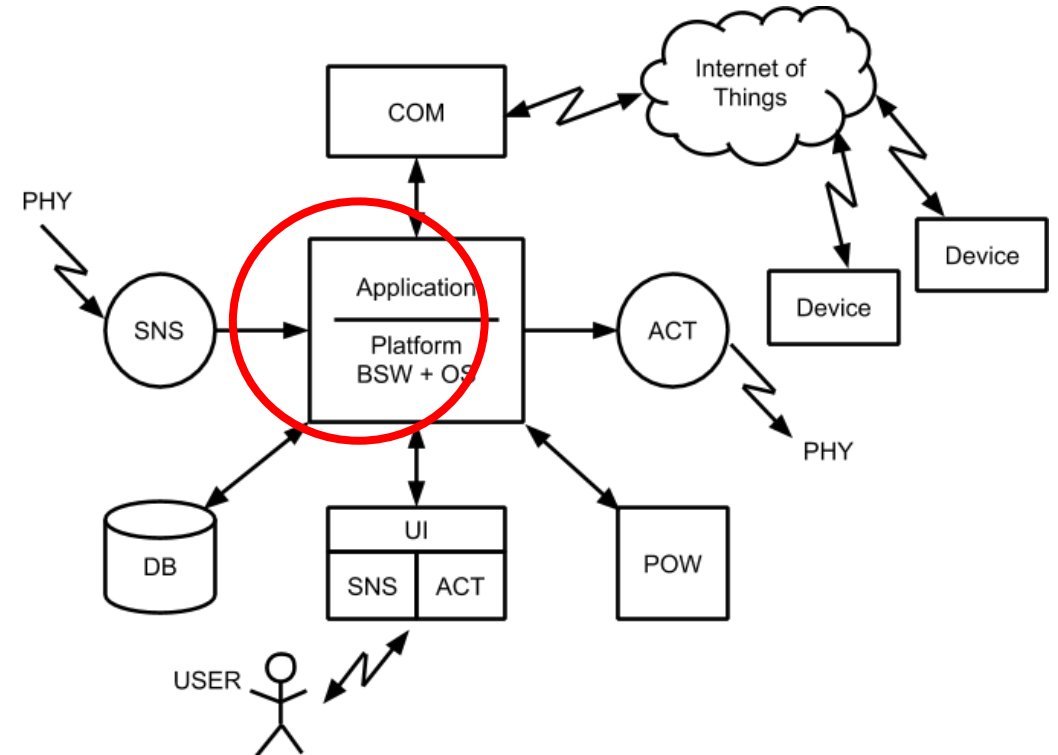 Internet of
Things
COM
PHY
Device
Application
Device
SNS
Platform
BSW + OS
ACT
PHY
UI
DB
SNS
ACT
POW
USER